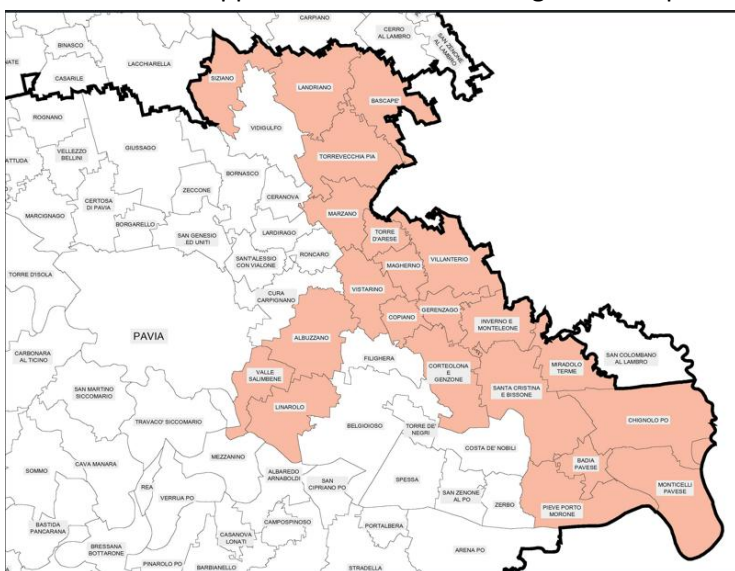 CARPIANO
BINASCO
CERRO
AL LAMBRO
SAN ZENONE
AL LAMBRO
LACCHIARELLA
CASARILE
SIZIANO
LANDRIANO
BASCAPE'
ROGNANO
VIDIGULFO
GIUSSAGO
VELLEZZO
BELLINI
TORREVECCHIA PIA
BORNASCO
ZECCONE
CERANOVA
CERTOSA
DI PAVIA
MARCIGNAGO
BORGARELLO
MARZANO
SAN GENESIO
ED UNITI
LARDIRAGO
TORRE
D'ARESE
RONCARO
SANT'ALESSIO
CON VIALONE
VILLANTERIO
MAGHERNO
TORRE D'ISOLA
VISTARINO
CURA
CARPIGNANO
GERENZAGO
COPIANO
INVERNO E
MONTELEONE
PAVIA
ALBUZZANO
CARBONARA
AL TICINO
FILIGHERA
SAN COLOMBANO
AL LAMBRO
MIRADOLO
TERME
VALLE
SALIMBENE
CORTEOLONA
E
GENZONE
SAN MARTINO
SICCOMARIO
SANTA CRISTINA
E BISSONE
LINAROLO
TRAVACO' SICCOMARIO
BELGIOIOSO
TORRE DE'
NEGRI
CHIGNOLO PO
COSTA DE' NOBILI
MEZZANINO
CAVA MANARA
SOMMO
ALBAREDO
ARNABOLDI
BADIA
PAVESE
REA
SAN
CIPRIANO PO
SPESSA
MONTICELLI
PAVESE
VERRUA PO
SAN ZENONE
AL PO
ZERBO
PIEVE PORTO
MORONE
BASTIDA
PANCARANA
CAMPOSPINOSO
PORTALBERA
CASANOVA
LONATI
BRESSANA
BOTTARONE
ARENA PO
PINAROLO PO
BARBIANELLO
STRADELLA